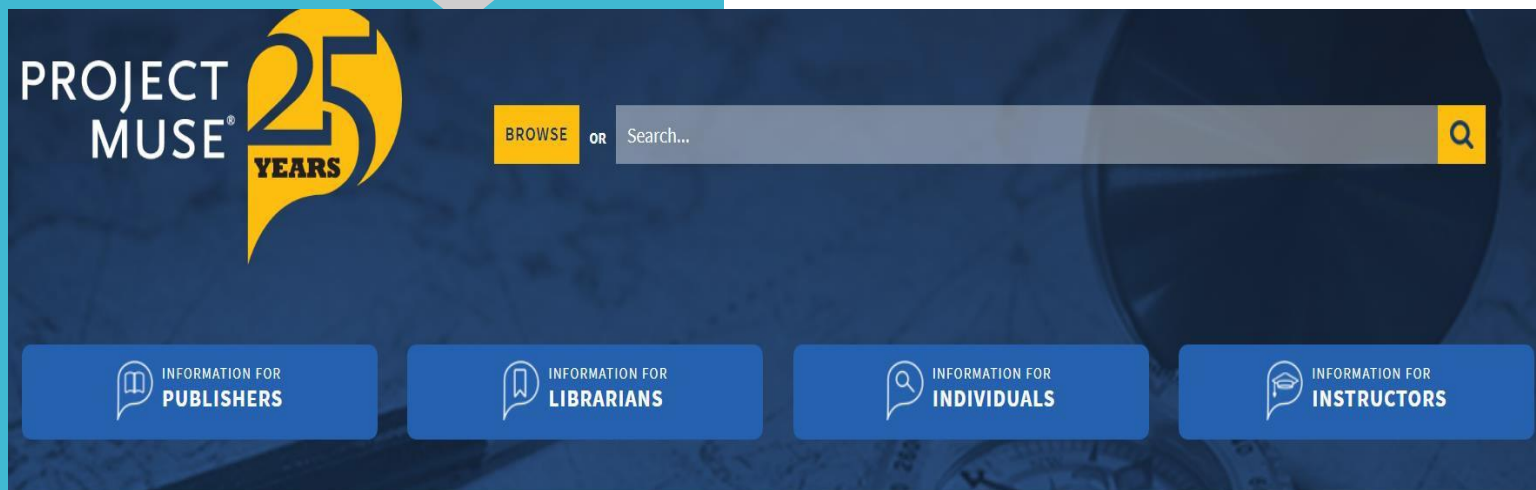 PROJECT
MUSE®
25
YEARS
BROWSE OR Search...
INFORMATION FOR
PUBLISHERS
INFORMATION FOR
LIBRARIANS
INFORMATION FOR
INDIVIDUALS
INFORMATION FOR
INSTRUCTORS